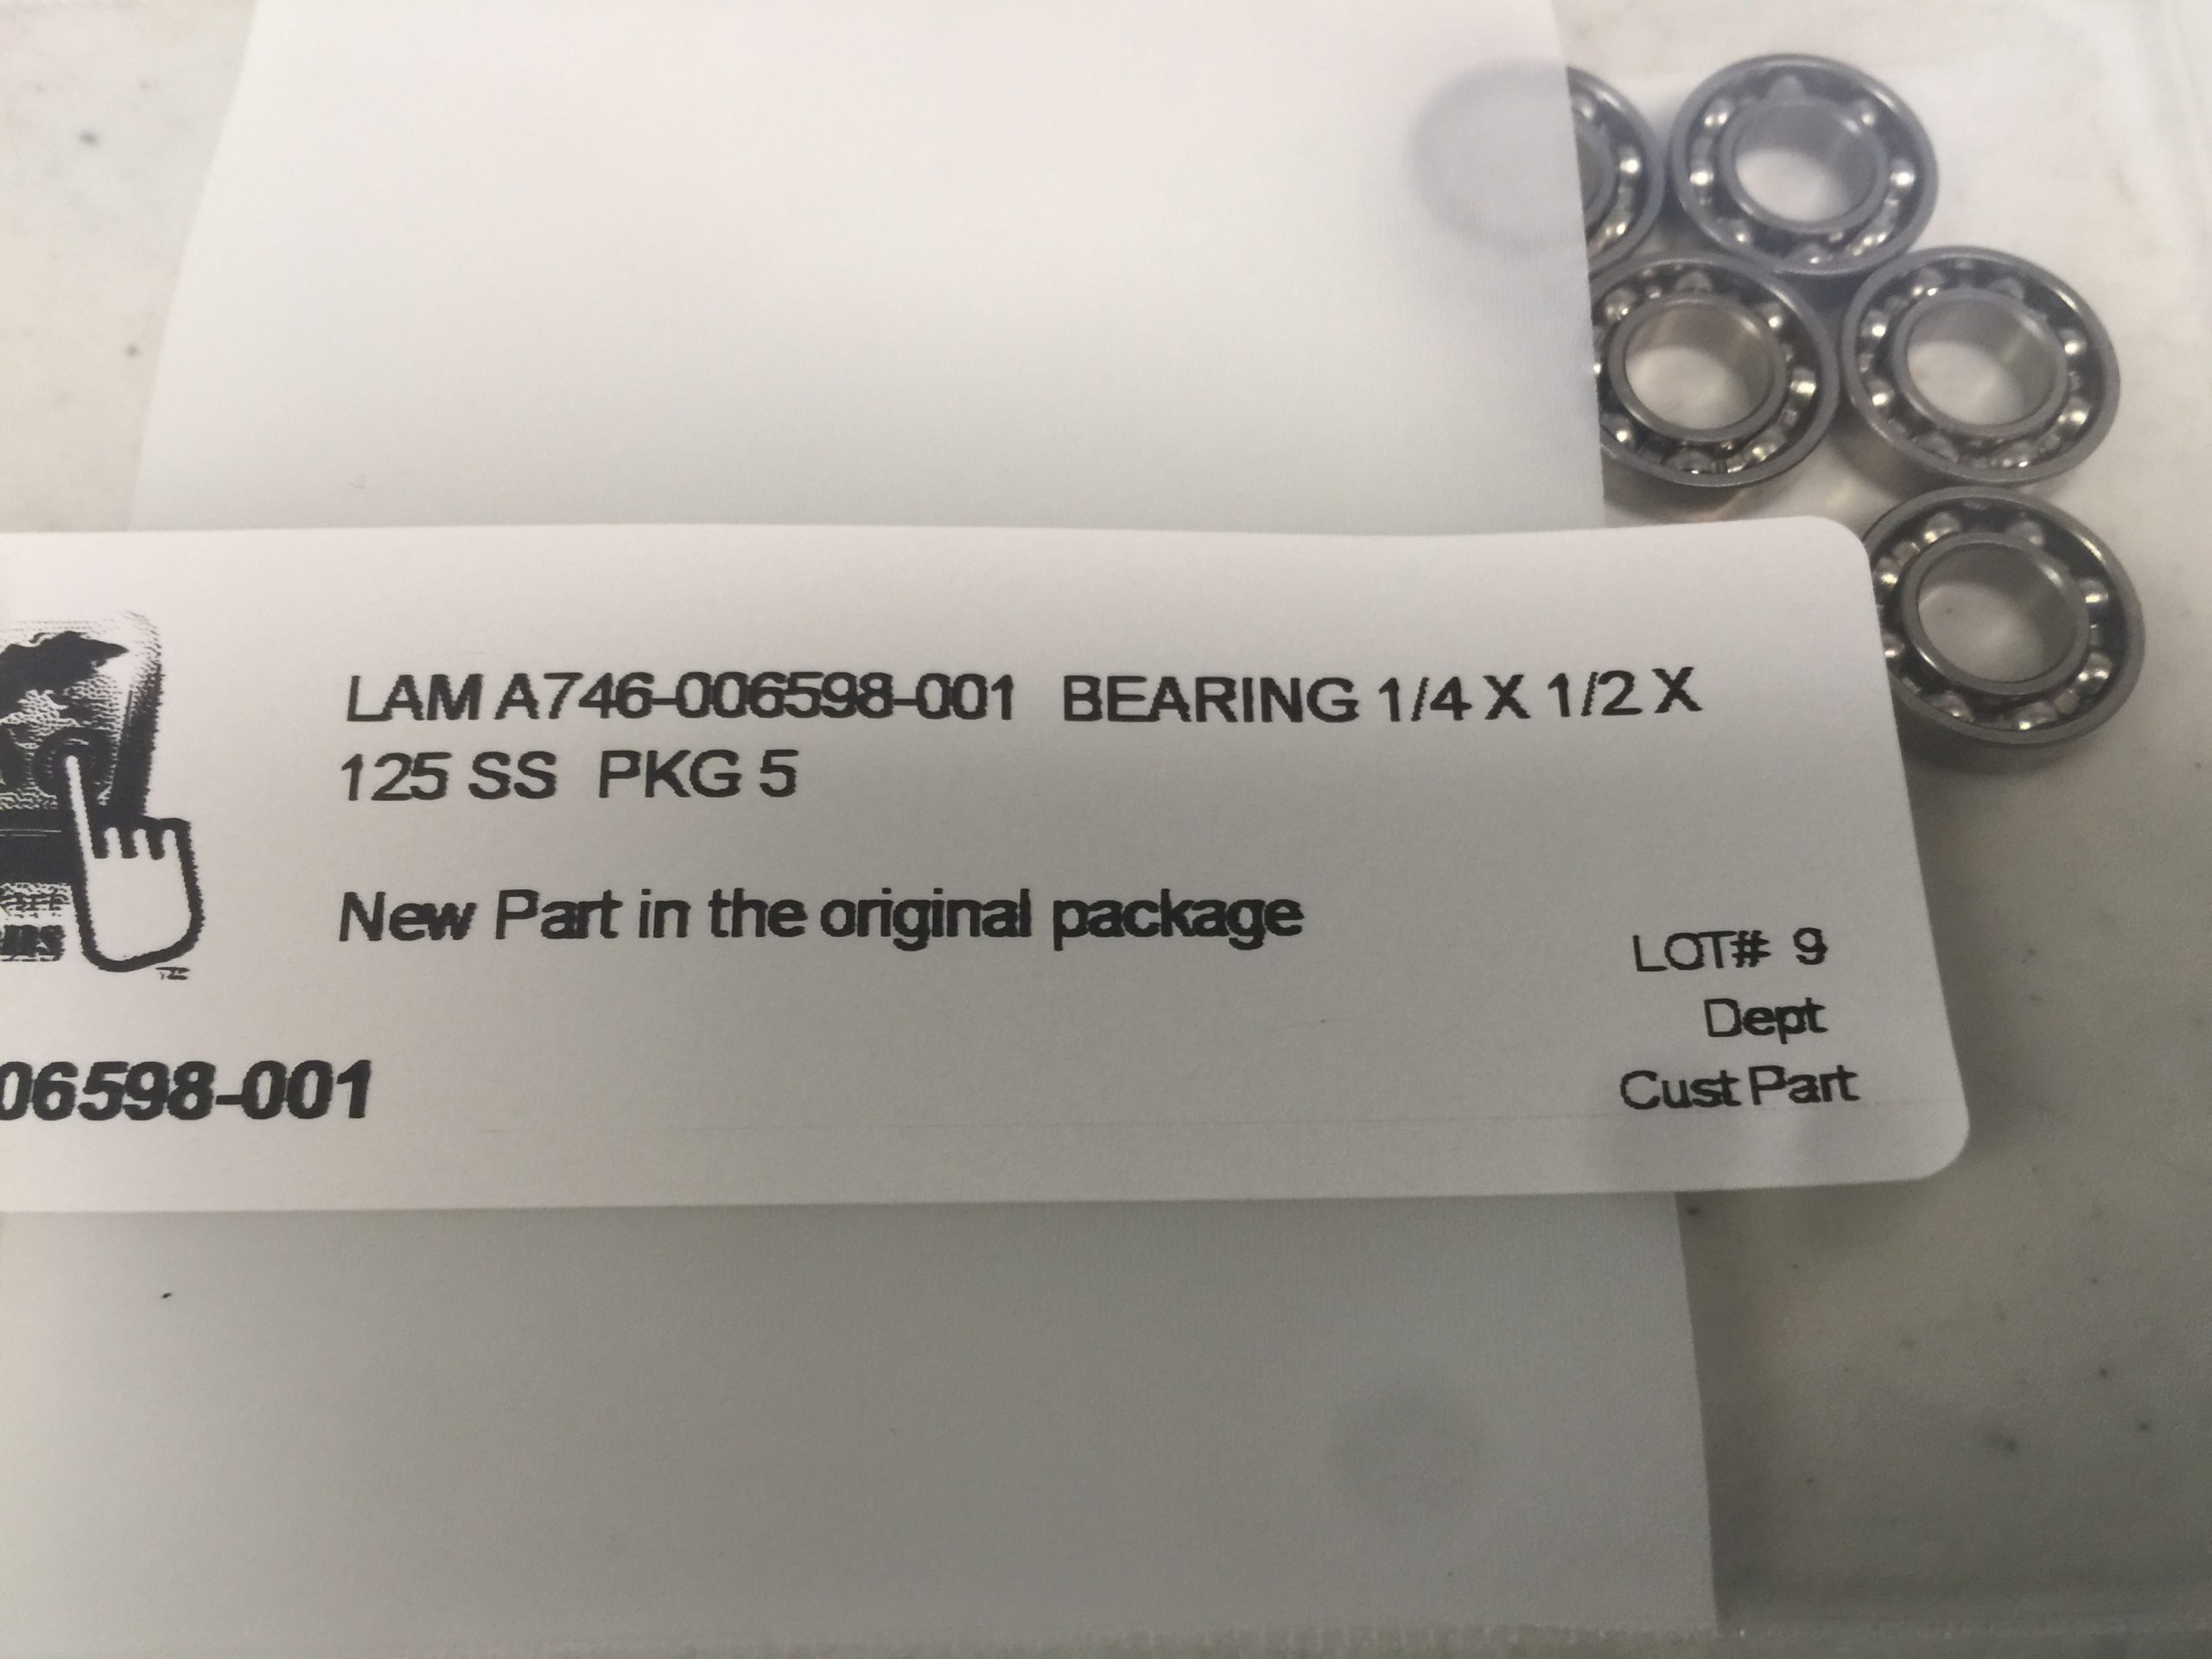 LAM A746-006598-001 BEARING 1/4 X 1/2 X
125 SS PKG 5
New Part in the original package
LOT# 9
Dept
Cust Part
06598-001